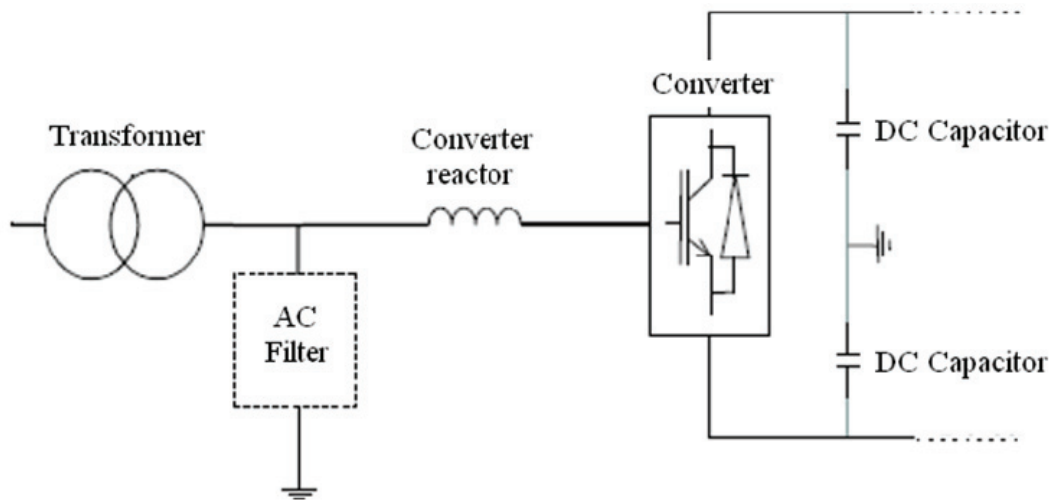 Transformer
Converter
reactor
Converter
DC Capacitor
AC
Filter
DC Capacitor